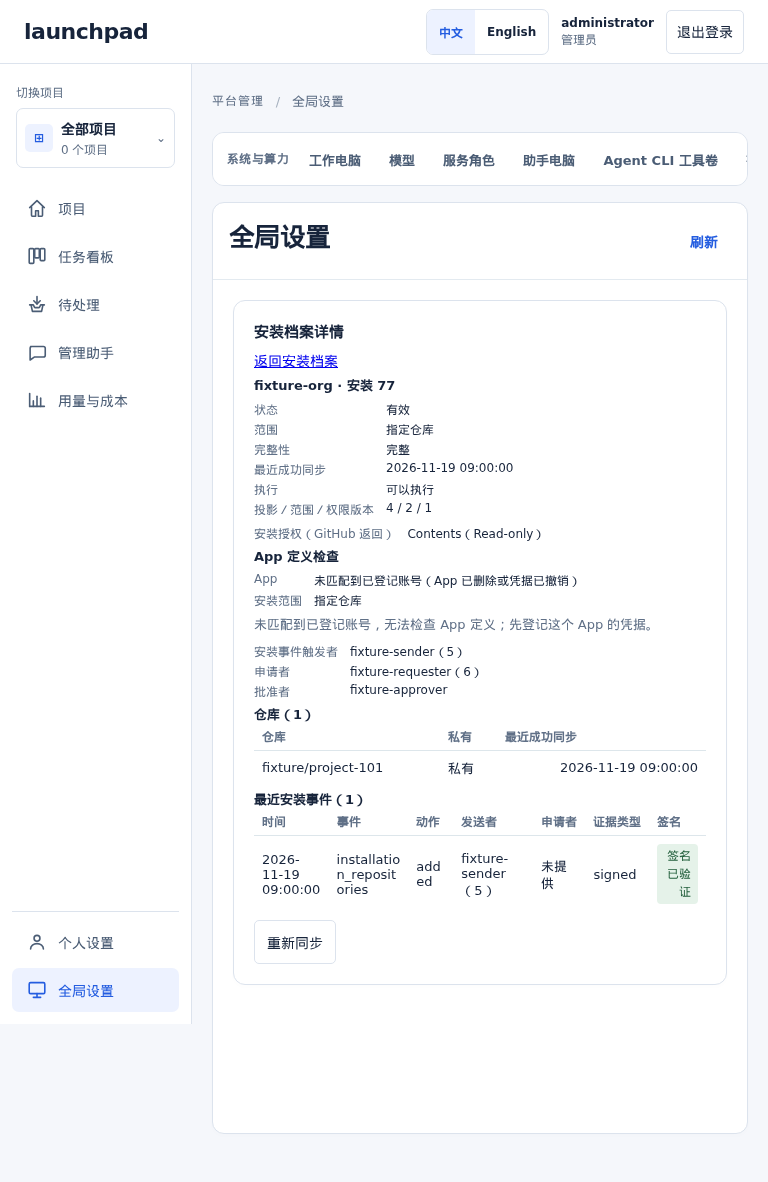 launchpad
中文 English
administrator
管理员
退出登录
切换项目
全部项目
0 个项目
项目
任务看板
待处理
管理助手
用量与成本
个人设置
全局设置
平台管理 / 全局设置
系统与算力 工作电脑 模型 服务角色 助手电脑 Agent CLI 工具卷
全局设置
刷新
安装档案详情
返回安装档案
fixture-org · 安装 77
状态 有效
范围 指定仓库
完整性 完整
最近成功同步 2026-11-19 09:00:00
执行 可以执行
投影 / 范围 / 权限版本 4 / 2 / 1
安装授权（GitHub 返回） Contents（Read-only）
App 定义检查
App 未匹配到已登记账号（App 已删除或凭据已撤销）
安装范围 指定仓库
未匹配到已登记账号，无法检查 App 定义；先登记这个 App 的凭据。
安装事件触发者 fixture-sender（5）
申请者 fixture-requester（6）
批准者 fixture-approver
仓库（1）
仓库 私有 最近成功同步
fixture/project-101 私有 2026-11-19 09:00:00
最近安装事件（1）
时间 事件 动作 发送者 申请者 证据类型 签名
2026-
11-19
09:00:00
installatio
n_reposit
ories
add
ed
fixture-
sender
（5）
未提
供
signed
签名
已验
证
重新同步